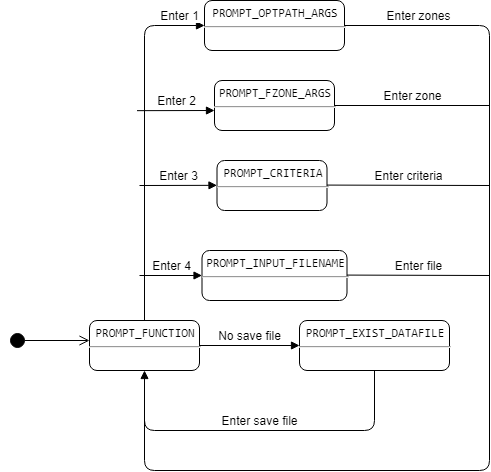 Enter 1
PROMPT_OPTPATH_ARGS
Enter zones
Enter 2
PROMPT_FZONE_ARGS
Enter zone
Enter 3
PROMPT_CRITERIA
Enter criteria
Enter 4
PROMPT_INPUT_FILENAME
Enter file
PROMPT_FUNCTION
No save file
PROMPT_EXIST_DATAFILE
Enter save file